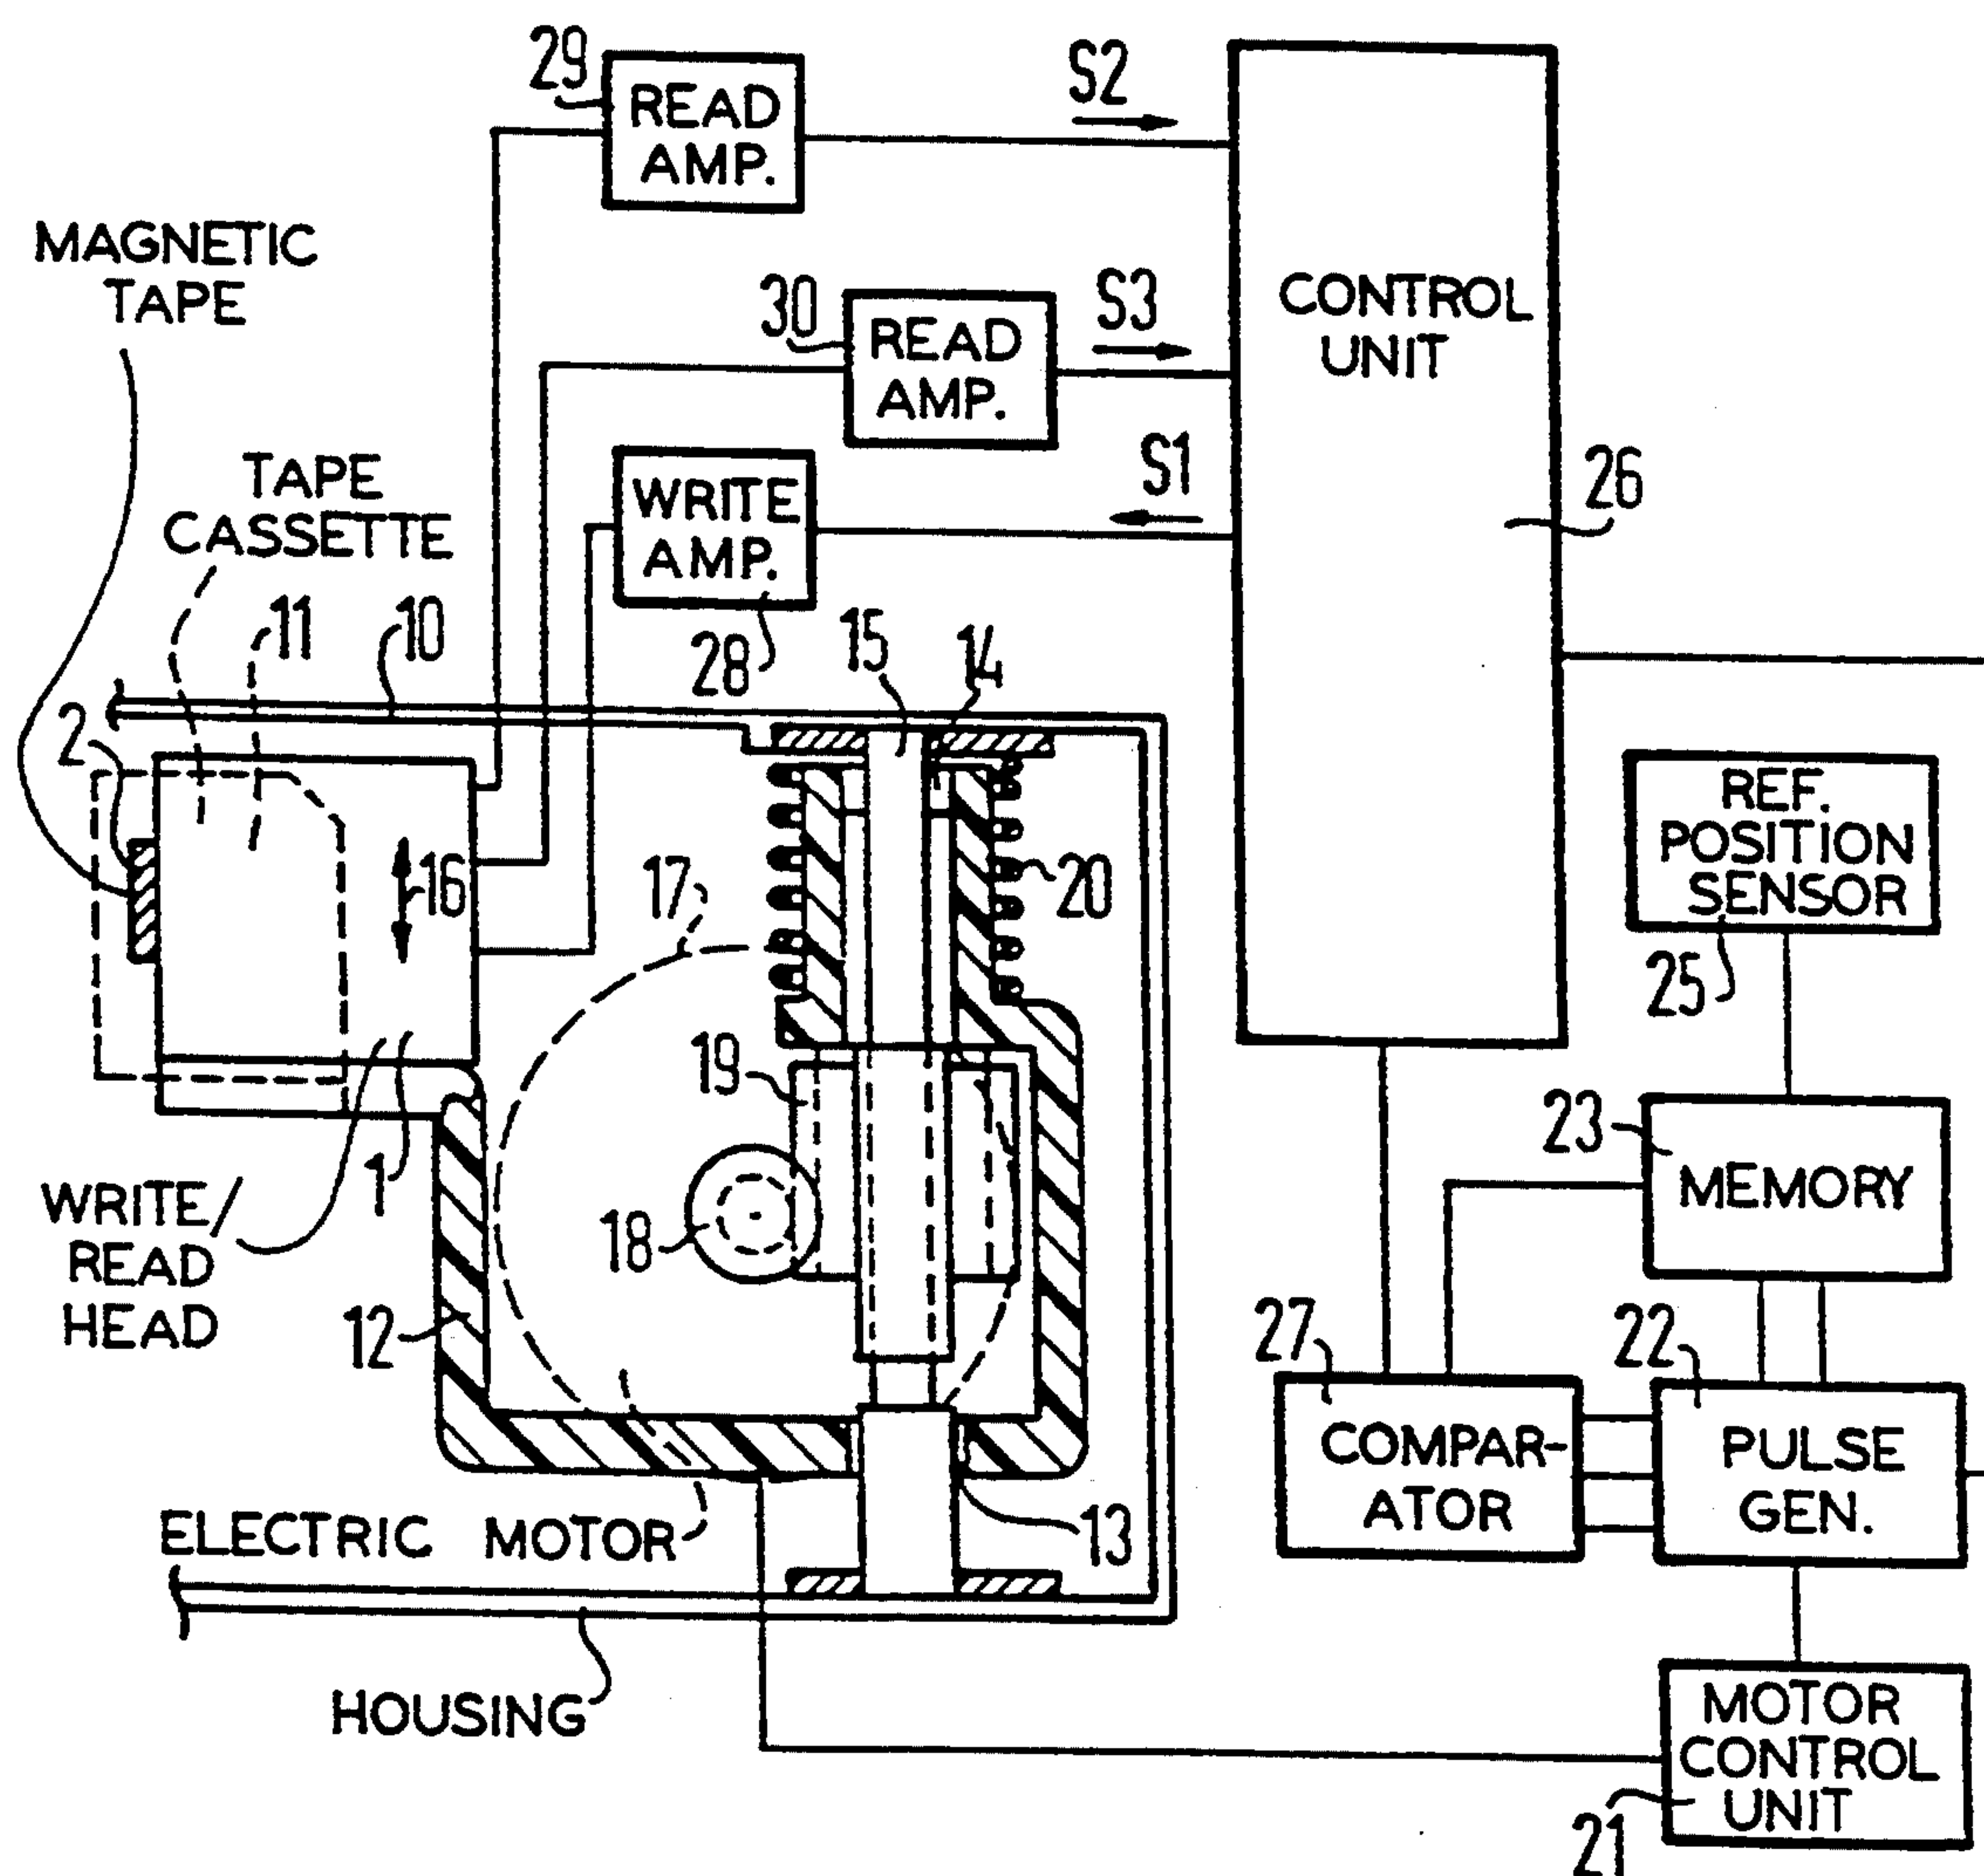 29
READ
AMP.
S2
MAGNETIC
TAPE
30
READ
AMP.
S3
CONTROL
UNIT
TAPE
CASSETTE
WRITE
AMP.
S1
26
11
10
28
15
14
2
16
17
20
REF.
POSITION
SENSOR
25
19
23
MEMORY
1
WRITE/
READ
HEAD
18
12
27
22
COMPAR-
ATOR
PULSE
GEN.
ELECTRIC MOTOR
13
HOUSING
MOTOR
CONTROL
UNIT
21